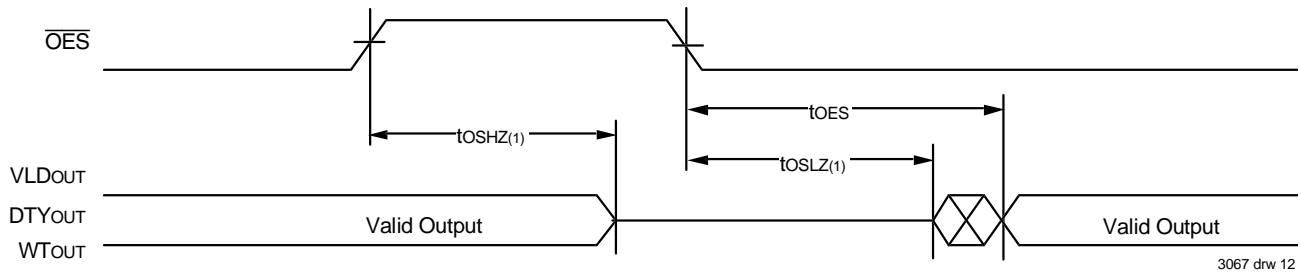 OES
tOES
tOSHZ(1)
tOSLZ(1)
VLDOUT
DTYOUT
Valid Output
Valid Output
WTOUT
3067 drw 12